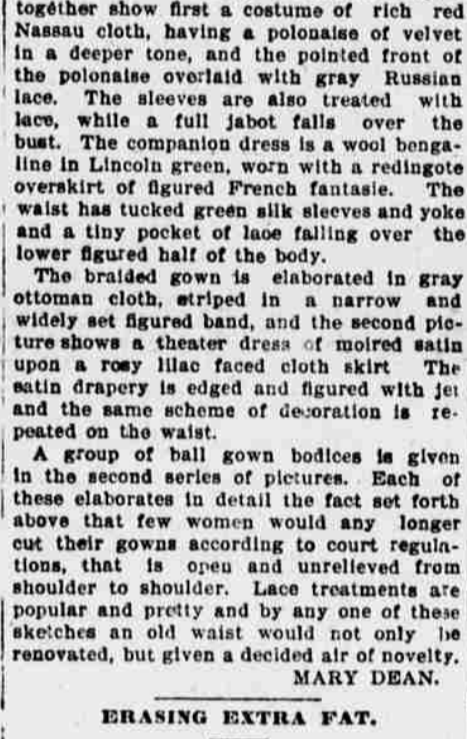 together show first a costume of rich red
Nassau cloth, having a polonaise of velvet
in a deeper tone, and the pointed front of
the polonaise overlaid with gray Russian
lace. The sleeves are also treated with
lace, while a full jabot falls over the
bust. The companion dress is a wool benga-
line in Lincoln green, worn with a redingote
overskirt of figured French fantasie. The
waist has tucked green silk sleeves and yoke
and a tiny pocket of lace falling over the
lower figured half of the body.
The braided gown is elaborated in gray
ottoman cloth, striped in a narrow and
widely set figured band, and the second pic-
ture shows a theater dress of moired satin
upon a rosy lilac faced cloth skirt The
satin drapery is edged and figured with jet
and the same scheme of decoration is re-
peated on the waist.
A group of ball gown bodices is given
in the second series of pictures. Each of
these elaborates in detail the fact set forth
above that few women would any longer
cut their gowns according to court regula-
tions, that is open and unrelieved from
shoulder to shoulder. Lace treatments are
popular and pretty and by any one of these
sketches an old waist would not only be
renovated, but given a decided air of novelty.
MARY DEAN.
ERASING EXTRA FAT.